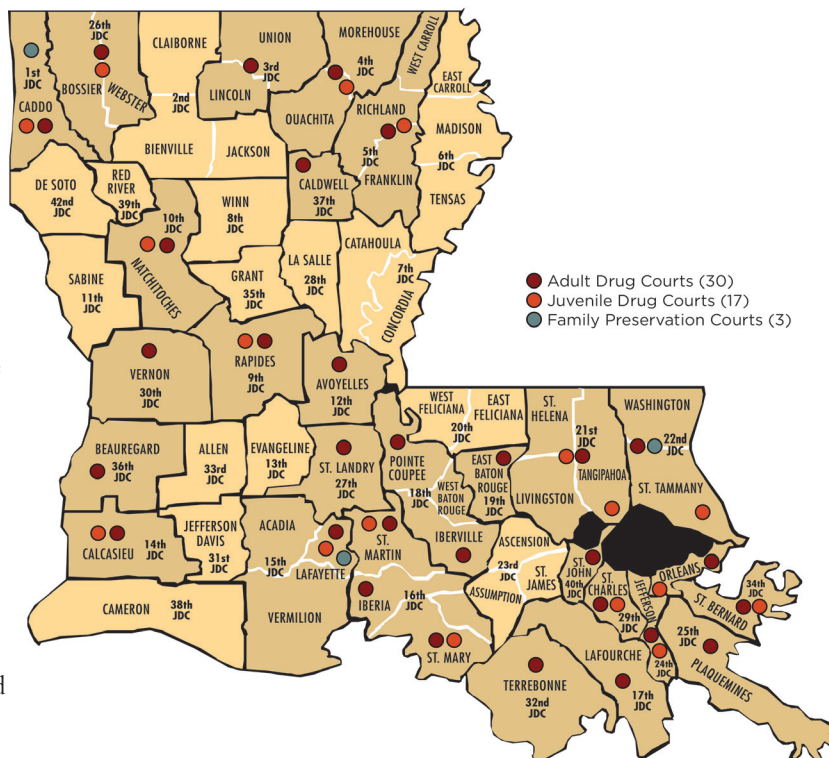 26th
JDC
CLAIBORNE
UNION
MOREHOUSE
WEST CARROLL
1st
JDC
CADDO
BOSSIER
WEBSTER
2nd
JDC
3rd
JDC
LINCOLN
4th
JDC
EAST
CARROLL
OUACHITA
RICHLAND
MADISON
BIENVILLE
JACKSON
5th
JDC
6th
JDC
DE SOTO
42nd
JDC
RED
RIVER
39th
JDC
10th
JDC
NATCHITOCHES
WINN
8th
JDC
CALDWELL
37th
JDC
FRANKLIN
TENSAS
SABINE
11th
JDC
GRANT
35th
JDC
LA SALLE
28th
JDC
CATAHOULA
7th
JDC
CONCORDIA
Adult Drug Courts (30)
Juvenile Drug Courts (17)
Family Preservation Courts (3)
VERNON
30th
JDC
RAPIDES
9th
JDC
AVOYELLES
12th
JDC
WEST
FELICIANA
EAST
FELICIANA
20th
JDC
ST.
HELENA
21st
JDC
WASHINGTON
22nd
JDC
BEAUREGARD
36th
JDC
ALLEN
33rd
JDC
EVANGELINE
13th
JDC
ST. LANDRY
27th
JDC
POINTE
COUPEE
18th
JDC
WEST
BATON
ROUGE
EAST
BATON
ROUGE
19th
JDC
LIVINGSTON
TANGIPAHOA
ST. TAMMANY
CALCASIEU
14th
JDC
JEFFERSON
DAVIS
31st
JDC
ACADIA
15th
JDC
LAFAYETTE
ST.
MARTIN
IBERVILLE
ASCENSION
23rd
JDC
ST.
JAMES
ASSUMPTION
ST.
JOHN
40th
JDC
ST.
CHARLES
29th
JDC
JEFFERSON
ORLEANS
34th
JDC
ST. BERNARD
CAMERON
38th
JDC
VERMILION
IBERIA
16th
JDC
ST. MARY
TERREBONNE
32nd
JDC
LAFOURCHE
17th
JDC
24th
JDC
25th
JDC
PLAQUEMINES
d